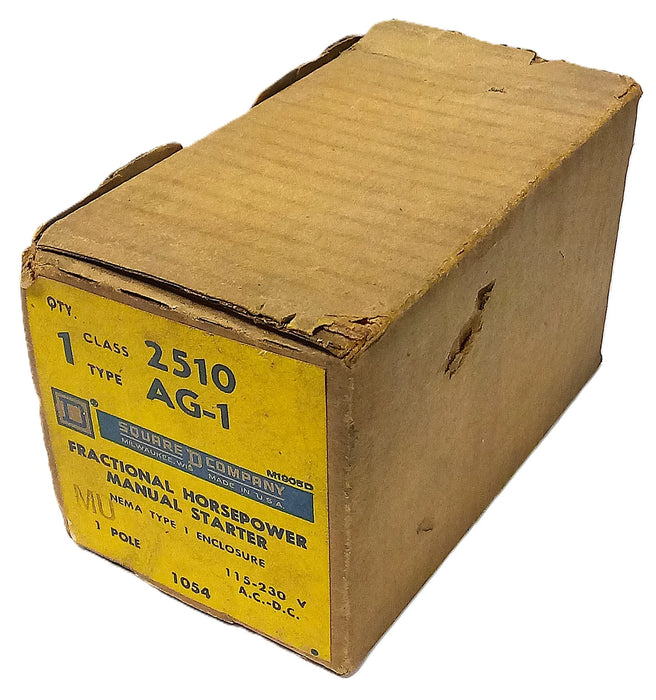 QTY.
1 CLASS 2510
TYPE AG-1
D ®
SQUARE D COMPANY
MILWAUKEE, WIS. MADE IN U.S.A.
M1905D
FRACTIONAL HORSEPOWER
MANUAL STARTER
MU
NEMA TYPE 1 ENCLOSURE
1 POLE
115-230 V
A.C.-D.C.
1054